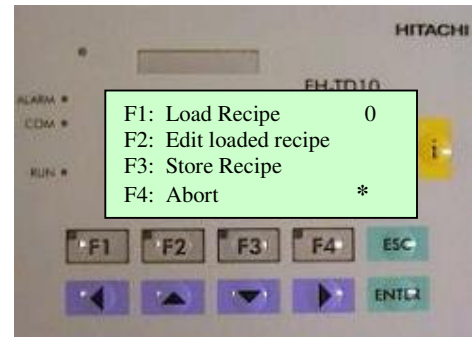 HITACHI
EH-TD10
ALARM
COM
RUN
F1: Load Recipe 0
F2: Edit loaded recipe
F3: Store Recipe
F4: Abort *
i
F1 F2 F3 F4 ESC
ENTER